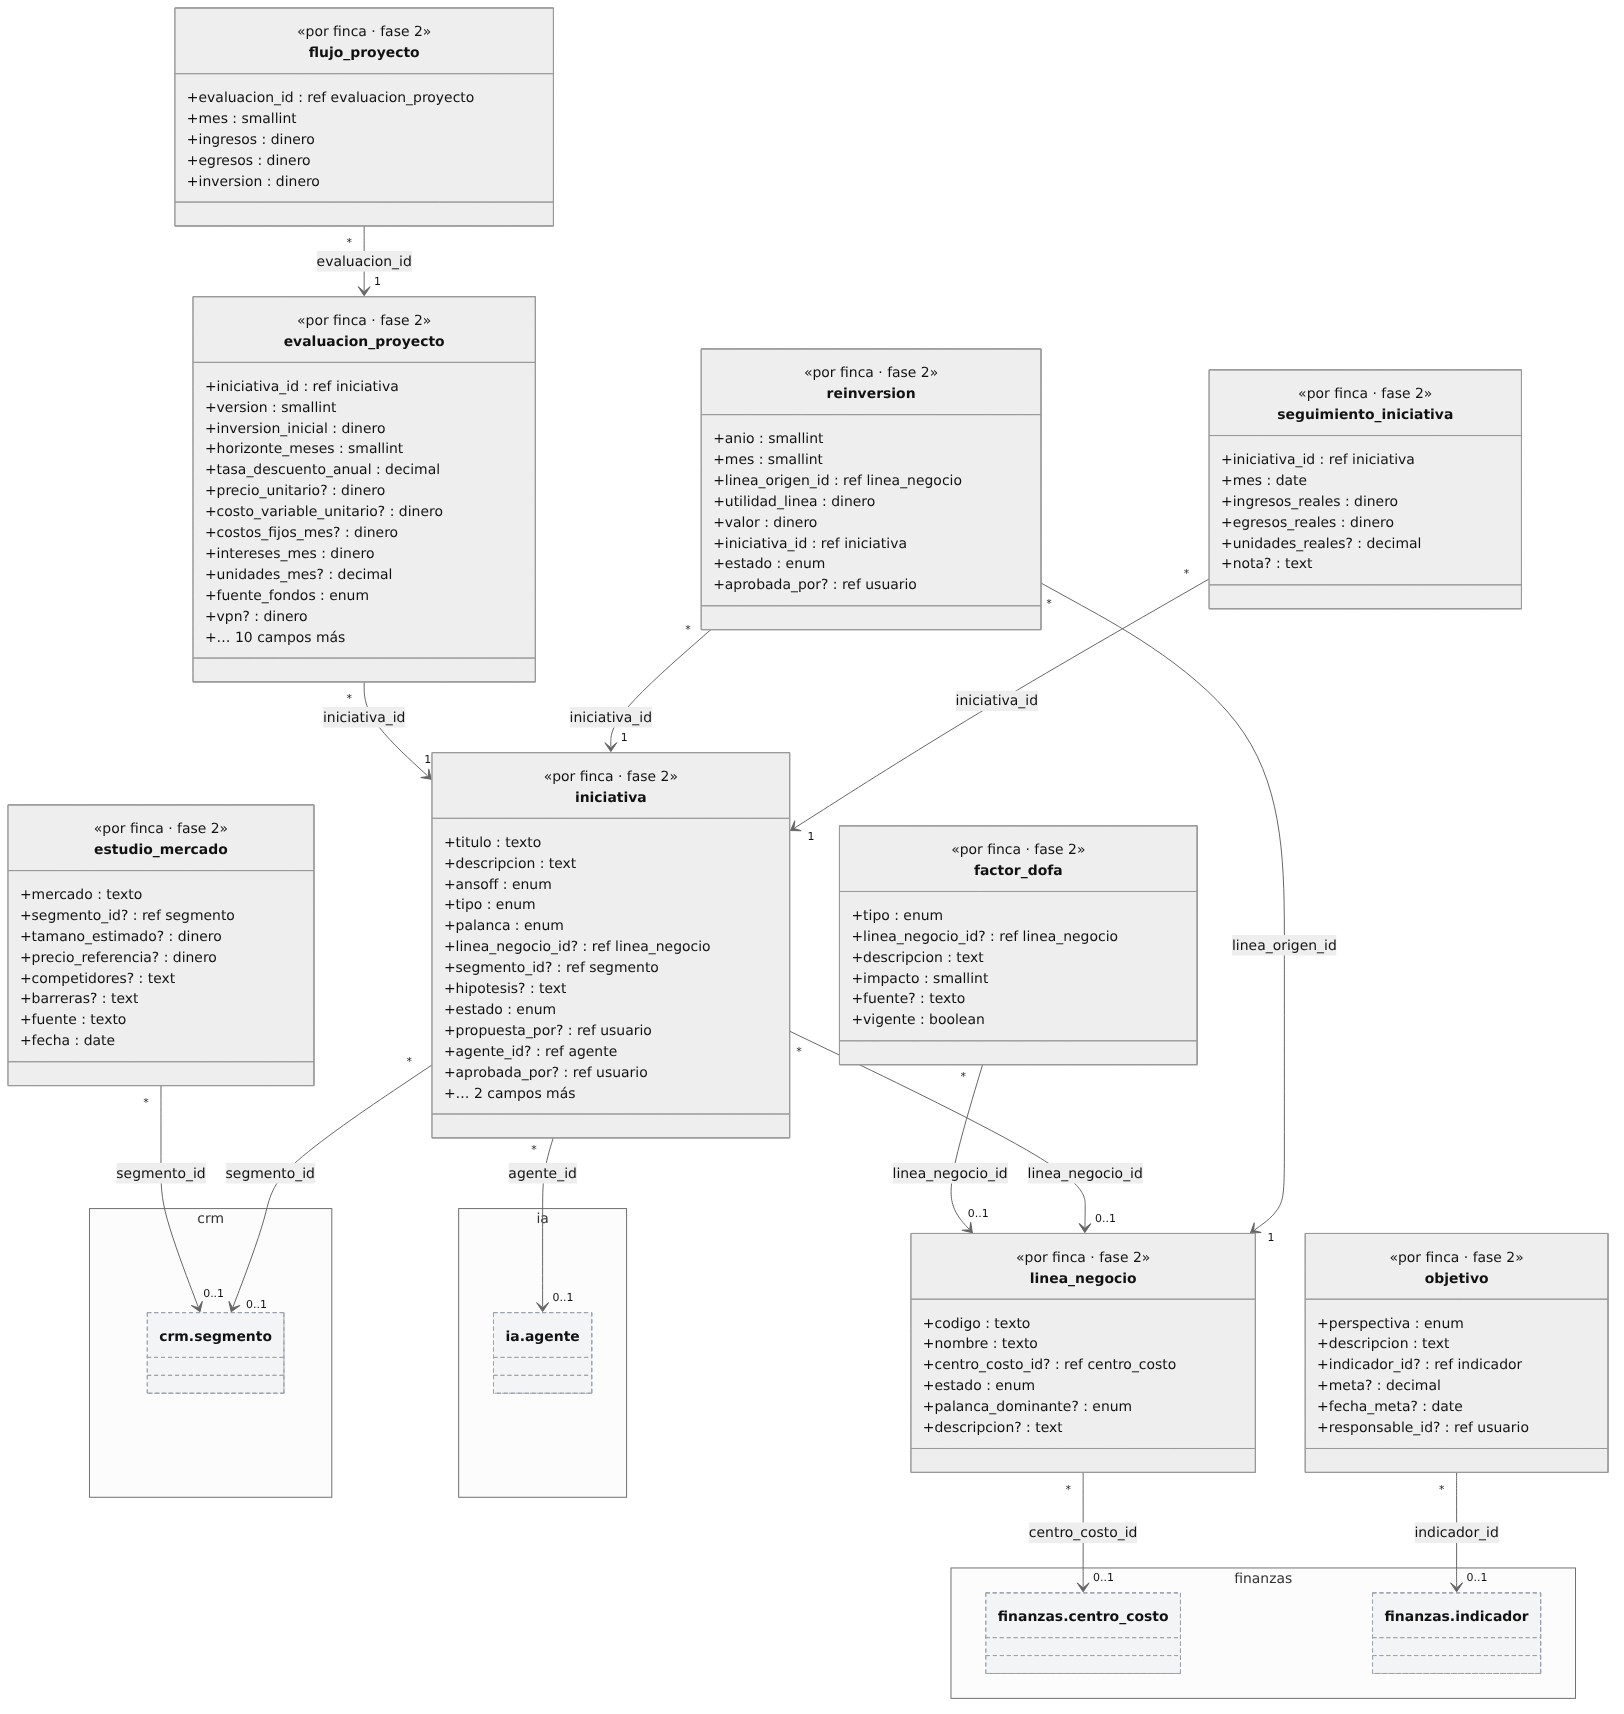 «por finca · fase 2»
flujo_proyecto
+evaluacion_id : ref evaluacion_proyecto
+mes : smallint
+ingresos : dinero
+egresos : dinero
+inversion : dinero
*
evaluacion_id
1
«por finca · fase 2»
evaluacion_proyecto
+iniciativa_id : ref iniciativa
+version : smallint
+inversion_inicial : dinero
+horizonte_meses : smallint
+tasa_descuento_anual : decimal
+precio_unitario? : dinero
+costo_variable_unitario? : dinero
+costos_fijos_mes? : dinero
+intereses_mes : dinero
+unidades_mes? : decimal
+fuente_fondos : enum
+vpn? : dinero
+... 10 campos más
*
iniciativa_id
1
«por finca · fase 2»
reinversion
+anio : smallint
+mes : smallint
+linea_origen_id : ref linea_negocio
+utilidad_linea : dinero
+valor : dinero
+iniciativa_id : ref iniciativa
+estado : enum
+aprobada_por? : ref usuario
*
iniciativa_id
1
*
linea_origen_id
1
«por finca · fase 2»
seguimiento_iniciativa
+iniciativa_id : ref iniciativa
+mes : date
+ingresos_reales : dinero
+egresos_reales : dinero
+unidades_reales? : decimal
+nota? : text
*
iniciativa_id
1
«por finca · fase 2»
estudio_mercado
+mercado : texto
+segmento_id? : ref segmento
+tamano_estimado? : dinero
+precio_referencia? : dinero
+competidores? : text
+barreras? : text
+fuente : texto
+fecha : date
*
segmento_id
0..1
«por finca · fase 2»
iniciativa
+titulo : texto
+descripcion : text
+ansoff : enum
+tipo : enum
+palanca : enum
+linea_negocio_id? : ref linea_negocio
+segmento_id? : ref segmento
+hipotesis? : text
+estado : enum
+propuesta_por? : ref usuario
+agente_id? : ref agente
+aprobada_por? : ref usuario
+... 2 campos más
*
segmento_id
0..1
*
agente_id
0..1
*
linea_negocio_id
0..1
«por finca · fase 2»
factor_dofa
+tipo : enum
+linea_negocio_id? : ref linea_negocio
+descripcion : text
+impacto : smallint
+fuente? : texto
+vigente : boolean
*
linea_negocio_id
0..1
crm
crm.segmento
ia
ia.agente
«por finca · fase 2»
linea_negocio
+codigo : texto
+nombre : texto
+centro_costo_id? : ref centro_costo
+estado : enum
+palanca_dominante? : enum
+descripcion? : text
*
centro_costo_id
0..1
«por finca · fase 2»
objetivo
+perspectiva : enum
+descripcion : text
+indicador_id? : ref indicador
+meta? : decimal
+fecha_meta? : date
+responsable_id? : ref usuario
*
indicador_id
0..1
finanzas
finanzas.centro_costo
finanzas.indicador